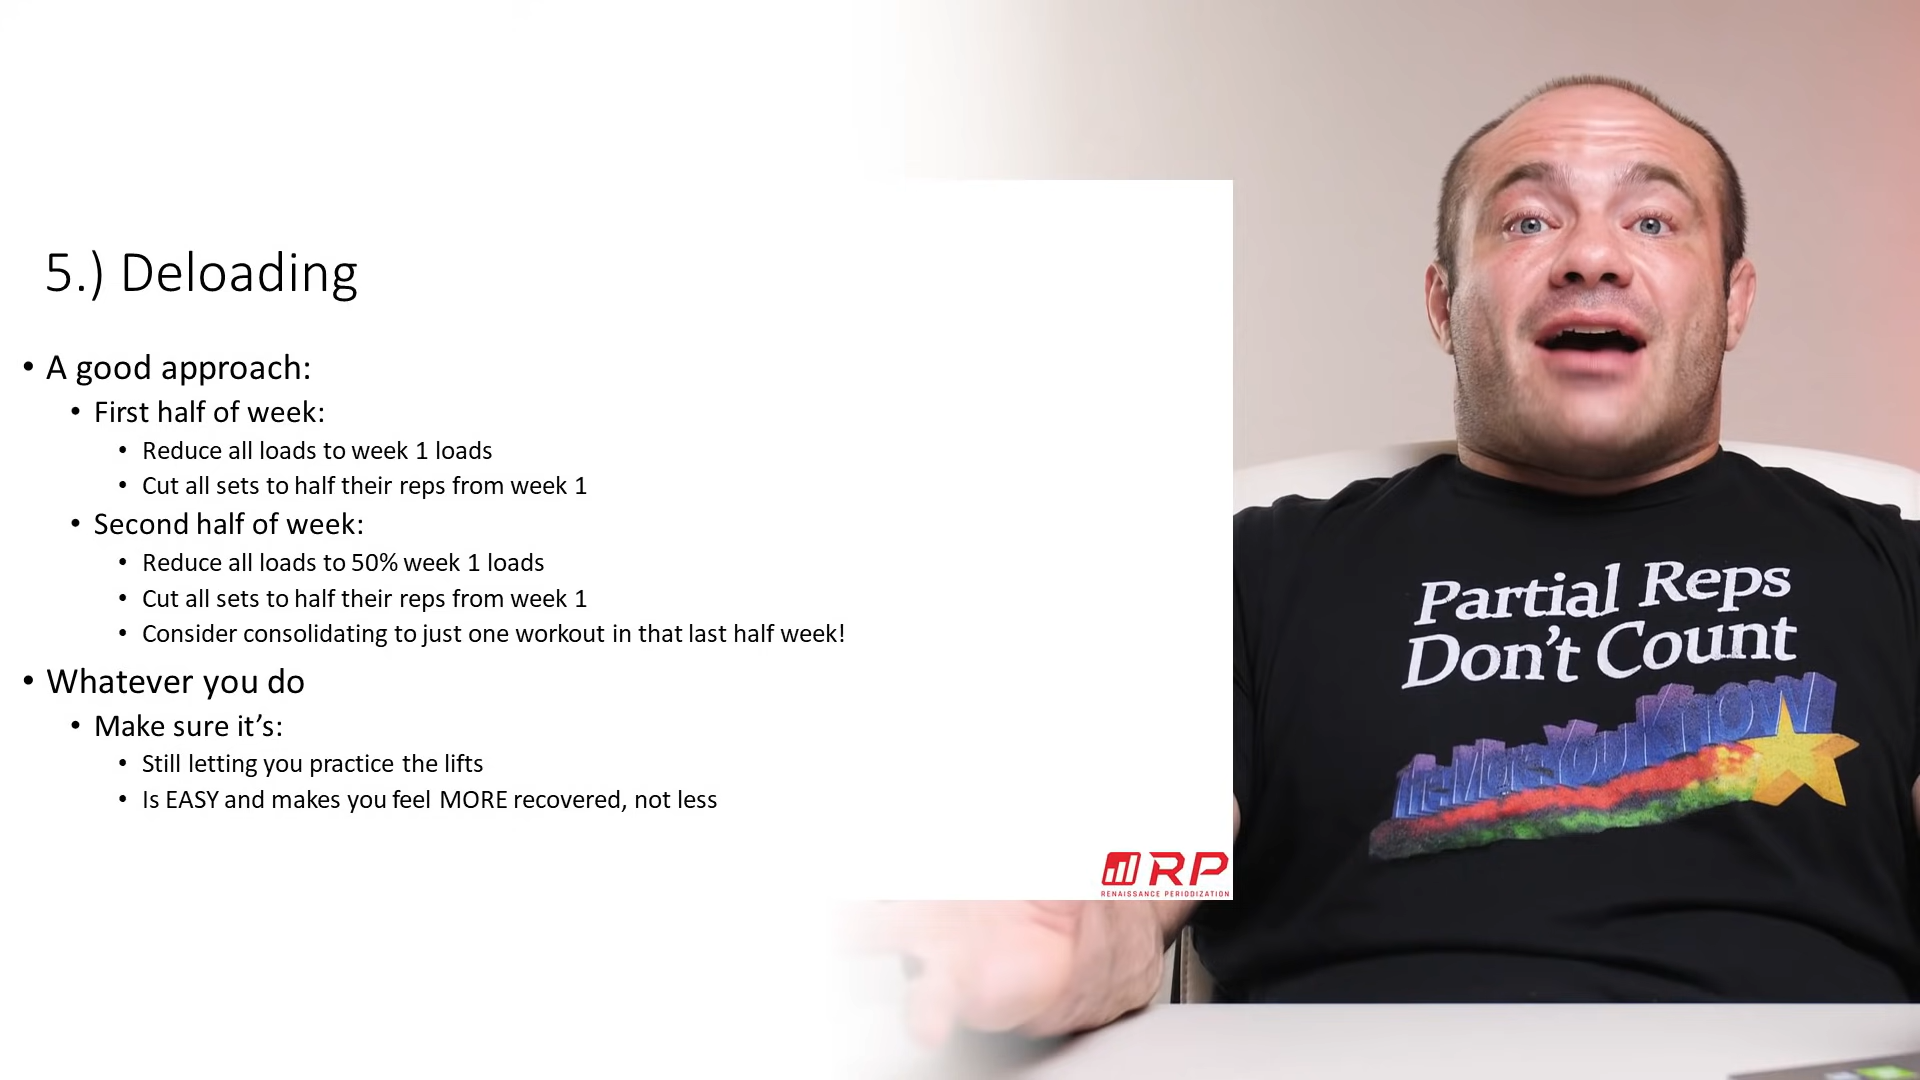 5.) Deloading
• A good approach:
• First half of week:
• Reduce all loads to week 1 loads
• Cut all sets to half their reps from week 1
• Second half of week:
• Reduce all loads to 50% week 1 loads
• Cut all sets to half their reps from week 1
• Consider consolidating to just one workout in that last half week!
• Whatever you do
• Make sure it’s:
• Still letting you practice the lifts
• Is EASY and makes you feel MORE recovered, not less
RP
RENAISSANCE PERIODIZATION
Partial Reps
Don't Count
The More You Know